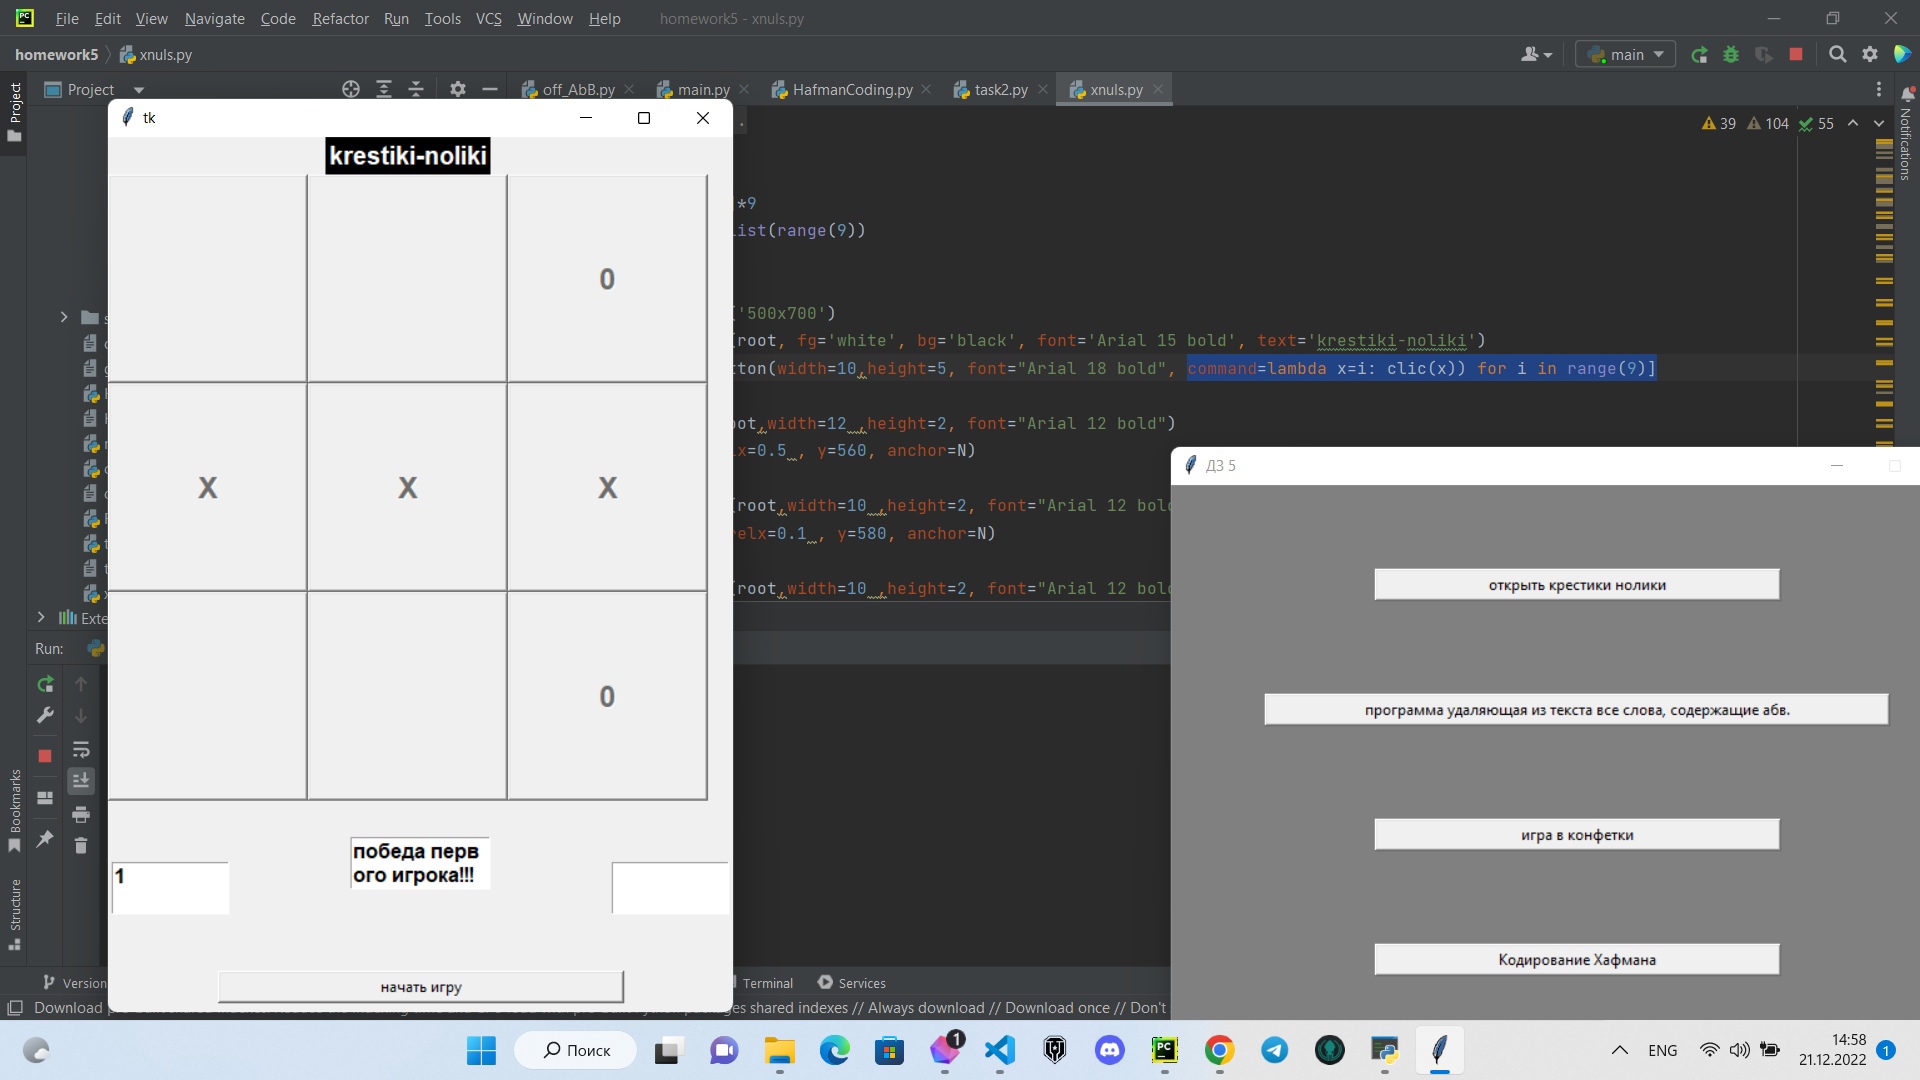 File Edit View Navigate Code Refactor Run Tools VCS Window Help homework5 - xnuls.py
homework5 xnuls.py main
Project off_AbB.py main.py HafmanCoding.py task2.py xnuls.py
Project
Notifications
Bookmarks
Structure
39 104 55
*9
ist(range(9))
'500x700')
root, fg='white', bg='black', font='Arial 15 bold', text='krestiki-noliki')
ton(width=10,height=5, font="Arial 18 bold", command=lambda x=i: clic(x)) for i in range(9)]
ot,width=12 ,height=2, font="Arial 12 bold")
x=0.5 , y=560, anchor=N)
root,width=10 ,height=2, font="Arial 12 bold
relx=0.1 , y=580, anchor=N)
root,width=10 ,height=2, font="Arial 12 bold
tk
krestiki-noliki
0
X X X
0
победа перв
ого игрока!!!
1
начать игру
ДЗ 5
открыть крестики нолики
программа удаляющая из текста все слова, содержащие абв.
игра в конфетки
Кодирование Хафмана
Exte
Run:
Version Terminal Services
Download shared indexes // Always download // Download once // Don't
Поиск
1
ENG
14:58
21.12.2022
1